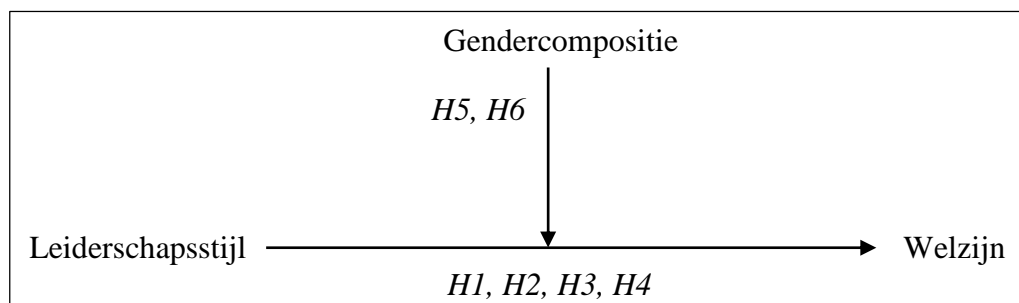 Gendercompositie
H5, H6
Leiderschapsstijl
Welzijn
H1, H2, H3, H4